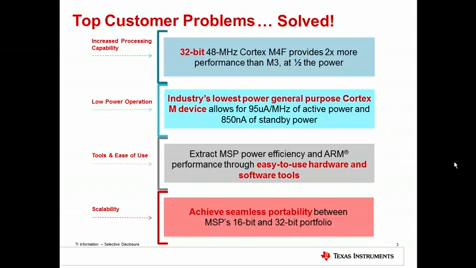 Top Customer Problems… Solved!
Increased Processing
Capability
32-bit 48-MHz Cortex M4F provides 2x more
performance than M3, at ½ the power
Low Power Operation
Industry's lowest power general purpose Cortex
M device allows for 95uA/MHz of active power and
850nA of standby power
Tools & Ease of Use
Extract MSP power efficiency and ARM®
performance through easy-to-use hardware and
software tools
Scalability
Achieve seamless portability between
MSP's 16-bit and 32-bit portfolio
TI Information – Selective Disclosure
3
TEXAS INSTRUMENTS